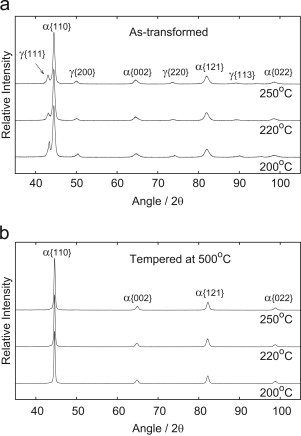 a
α{110}
As-transformed
γ{111}
γ{200}
α{002}
γ{220}
α{121}
γ{113}
α{022}
250°C
220°C
200°C
Relative Intensity
40 50 60 70 80 90 100
Angle / 2θ
b
α{110}
Tempered at 500°C
α{002}
α{121}
α{022}
250°C
220°C
200°C
Relative Intensity
40 50 60 70 80 90 100
Angle / 2θ